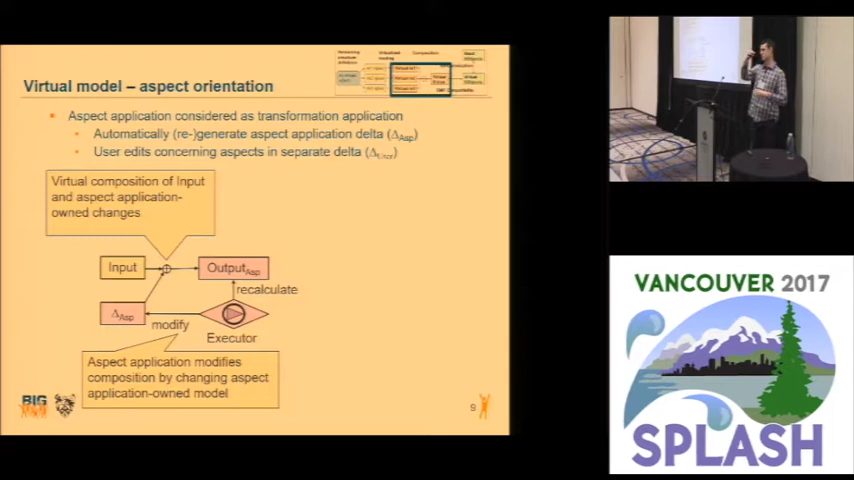 Virtual model – aspect orientation
Aspect application considered as transformation application
Automatically (re-)generate aspect application delta (ΔAsp)
User edits concerning aspects in separate delta (ΔUser)
Virtual composition of Input
and aspect application-
owned changes
Input
OutputAsp
recalculate
ΔAsp
modify
Executor
Aspect application modifies
composition by changing aspect
application-owned model
BIG
9
VANCOUVER 2017
SPLASH